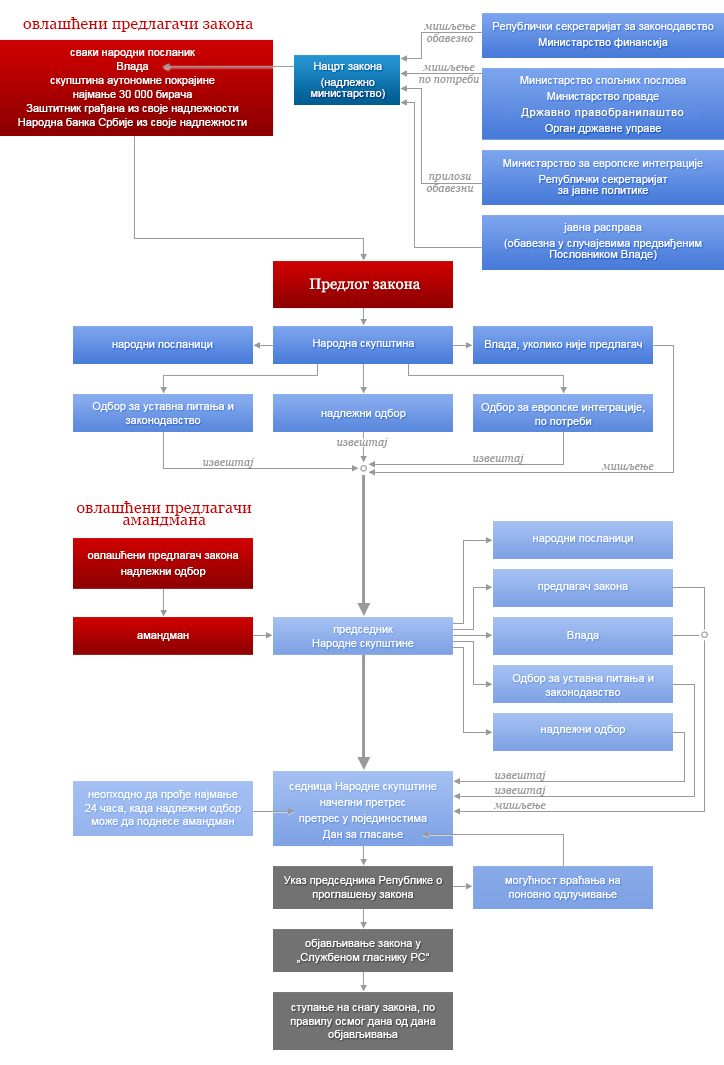 овлашћени предлагачи закона
сваки народни посланик
Влада
скупштина аутономне покрајине
најмање 30 000 бирача
Заштитник грађана из своје надлежности
Народна банка Србије из своје надлежности
Нацрт закона
(надлежно
министарство)
мишљење
обавезно
Републички секретаријат за законодавство
Министарство финансија
мишљење
по потреби
Министарство спољних послова
Министарство правде
Државно правобранилаштво
Орган државне управе
прилози
обавезни
Министарство за европске интеграције
Републички секретаријат
за јавне политике
јавна расправа
(обавезна у случајевима предвиђеним
Пословником Владе)
Предлог закона
народни посланици
Народна скупштина
Влада, уколико није предлагач
Одбор за уставна питања и
законодавство
надлежни одбор
Одбор за европске интеграције,
по потреби
извештај
извештај
извештај
мишљење
овлашћени предлагачи
амандмана
овлашћени предлагач закона
надлежни одбор
амандман
председник
Народне скупштине
народни посланици
предлагач закона
Влада
Одбор за уставна питања и
законодавство
надлежни одбор
извештај
извештај
мишљење
неопходно да прође најмање
24 часа, када надлежни одбор
може да поднесе амандман
седница Народне скупштине
начелни претрес
претрес у појединостима
Дан за гласање
Указ председника Републике о
проглашењу закона
могућност враћања на
поновно одлучивање
објављивање закона у
„Службеном гласнику РС“
ступање на снагу закона, по
правилу осмог дана од дана
објављивања